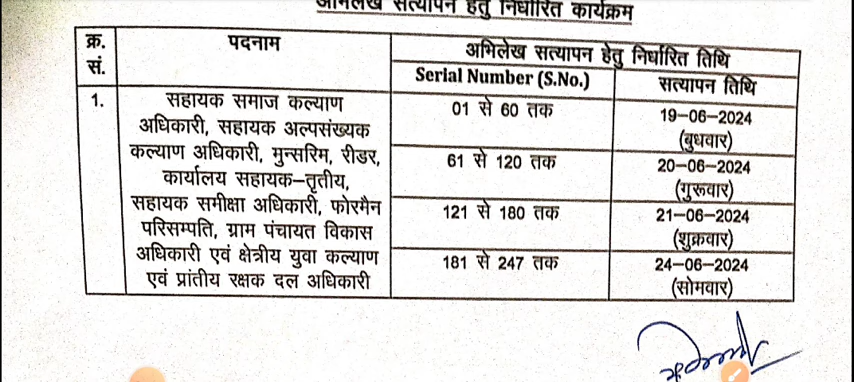 अभिलेख सत्यापन हेतु निर्धारित कार्यक्रम
क्र. सं.
पदनाम
अभिलेख सत्यापन हेतु निर्धारित तिथि
Serial Number (S.No.)
सत्यापन तिथि
1.
सहायक समाज कल्याण
अधिकारी, सहायक अल्पसंख्यक
कल्याण अधिकारी, मुन्सरिम, रीडर,
कार्यालय सहायक–तृतीय,
सहायक समीक्षा अधिकारी, फोरमैन
परिसम्पति, ग्राम पंचायत विकास
अधिकारी एवं क्षेत्रीय युवा कल्याण
एवं प्रांतीय रक्षक दल अधिकारी
01 से 60 तक
19–06–2024
(बुधवार)
61 से 120 तक
20–06–2024
(गुरूवार)
121 से 180 तक
21–06–2024
(शुक्रवार)
181 से 247 तक
24–06–2024
(सोमवार)